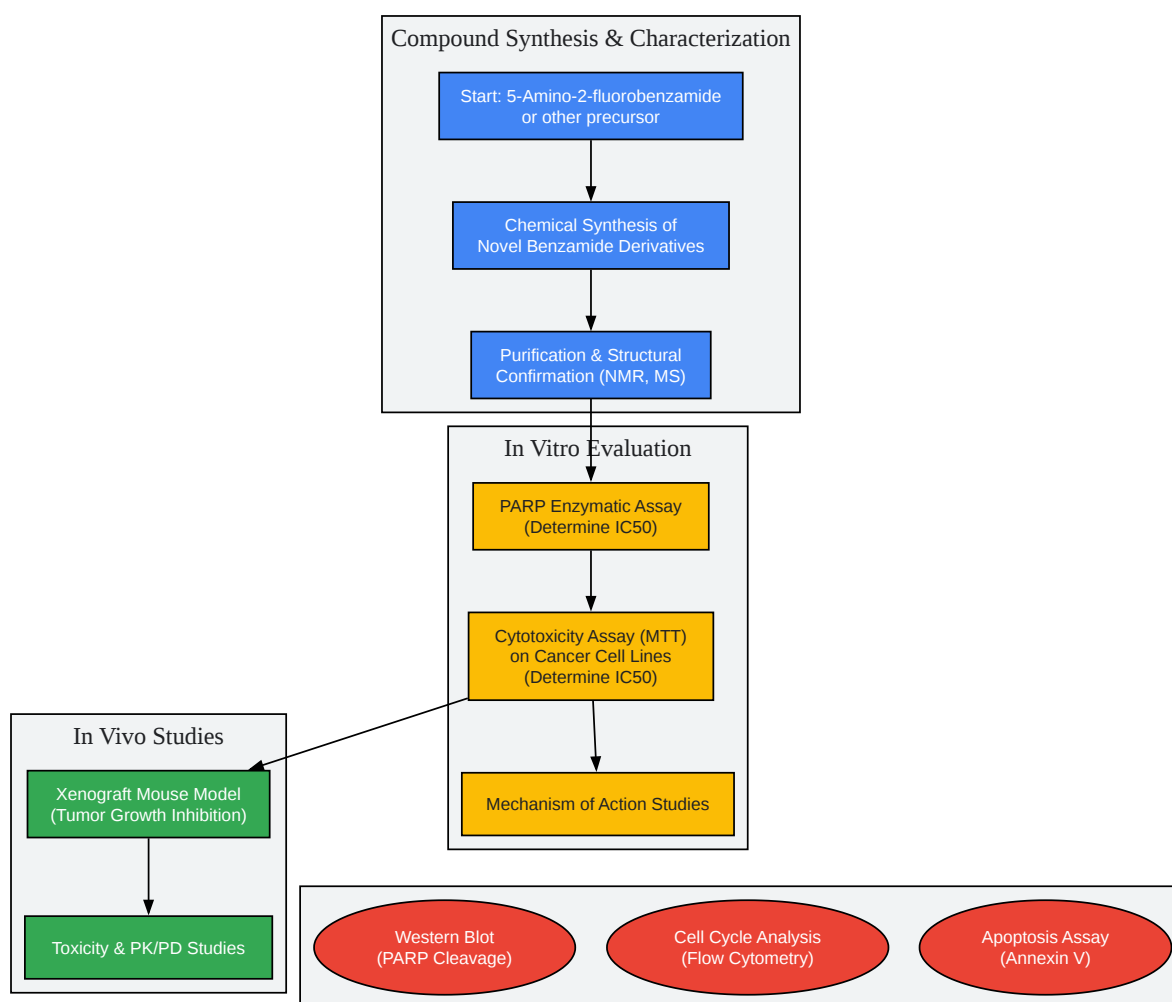 Compound Synthesis & Characterization
Start: 5-Amino-2-fluorobenzamide
or other precursor
Chemical Synthesis of
Novel Benzamide Derivatives
Purification & Structural
Confirmation (NMR, MS)
In Vitro Evaluation
PARP Enzymatic Assay
(Determine IC50)
Cytotoxicity Assay (MTT)
on Cancer Cell Lines
(Determine IC50)
Mechanism of Action Studies
In Vivo Studies
Xenograft Mouse Model
(Tumor Growth Inhibition)
Toxicity & PK/PD Studies
Western Blot
(PARP Cleavage)
Cell Cycle Analysis
(Flow Cytometry)
Apoptosis Assay
(Annexin V)